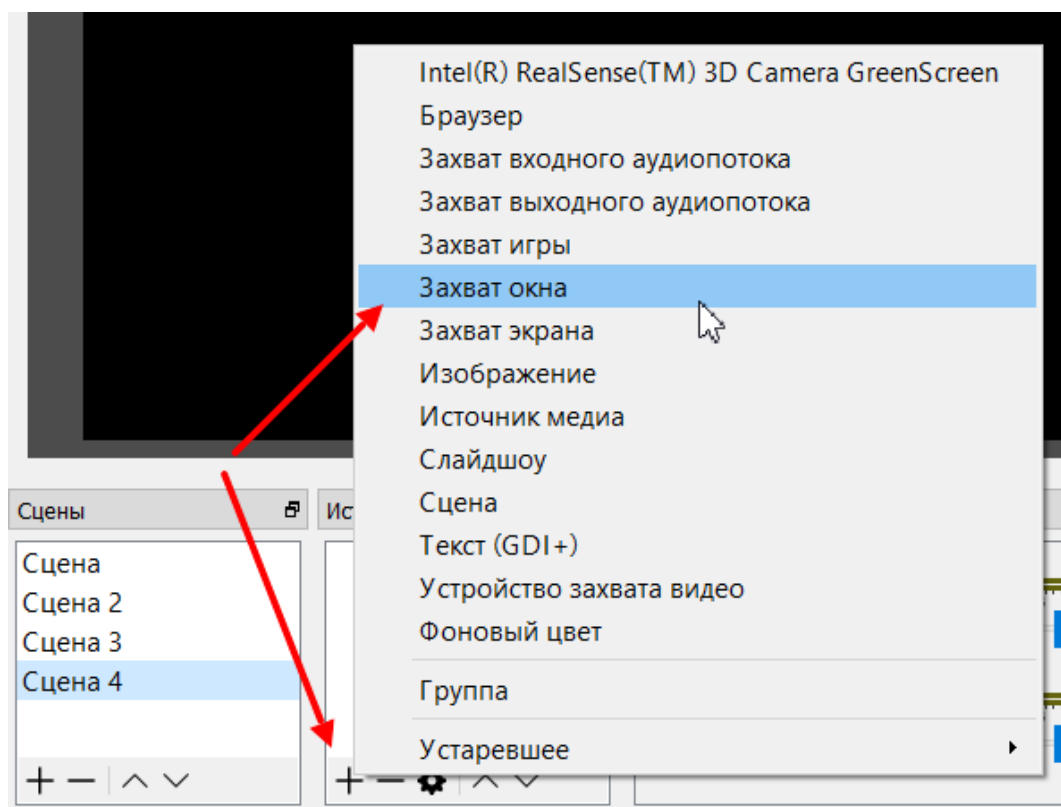 Intel(R) RealSense(TM) 3D Camera GreenScreen
Браузер
Захват входного аудиопотока
Захват выходного аудиопотока
Захват игры
Захват окна
Захват экрана
Изображение
Источник медиа
Слайдшоу
Сцена
Текст (GDI+)
Устройство захвата видео
Фоновый цвет
Группа
Устаревшее
Сцены
Сцена
Сцена 2
Сцена 3
Сцена 4